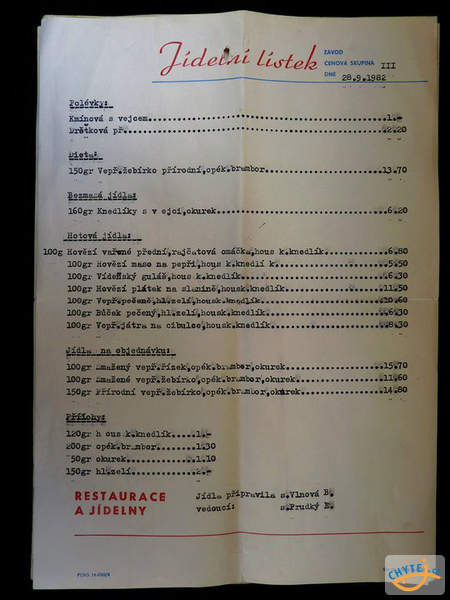 Jídelní lístek
ZÁVOD
CENOVÁ SKUPINA III
DNE 28.9.1982
Polévky:
Kmínová s vejcem 1.-
Drštková př. 2.20
Dieta:
150gr Vepř.žebírko přírodní,opék.brambor 13.70
Bezmasá jídla:
160gr Knedlíky s v ejci,okurek 6.20
Hotová jídla:
100g Hovězí vařené přední,rajčatová omáčka,hous k.knedlík 6.80
100gr Hovězí maso na pepři,hous k.knedlí k 5.50
100gr Vídeňský guláš,hous k.knedlík 6.30
100gr Hovězí plátek na slanině,housk.knedlík 11.50
100gr Vepř.pečeně,hl.zelí,housk.knedlík 10.60
100gr Bůček pečený,hl.zelí,housk.knedlík 6.30
100gr Vepř.játra na cibulce,housk.knedlík 8.30
Jídla na objednávku:
100gr Smažený vepř.řízek,opék.brambor,okurek 15.70
100gr Smažené vepř.žebírko,opék.brambor,okurek 11.60
150gr Přírodní vepř.žebírko,opék.brambor,okurek 14.80
Přílohy:
120gr h ous k.knedlík 1.-
200gr opék.brambor 1.30
50gr okurek 1.10
150gr hl.zelí 2.-
RESTAURACE
A JÍDELNY
Jídla připravila s.Vlnová B.
vedoucí: s.Prudký E.
CHYTEJ.cz